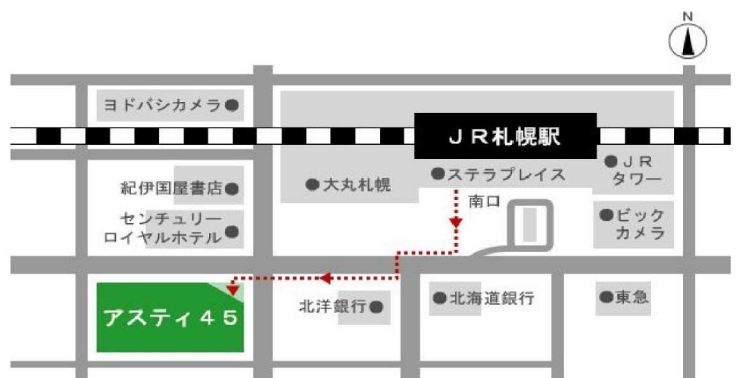 N
ヨドバシカメラ
JR札幌駅
紀伊国屋書店
大丸札幌
ステラプレイス
JR
タワー
南口
センチュリー
ロイヤルホテル
ビック
カメラ
アスティ45
北洋銀行
北海道銀行
東急